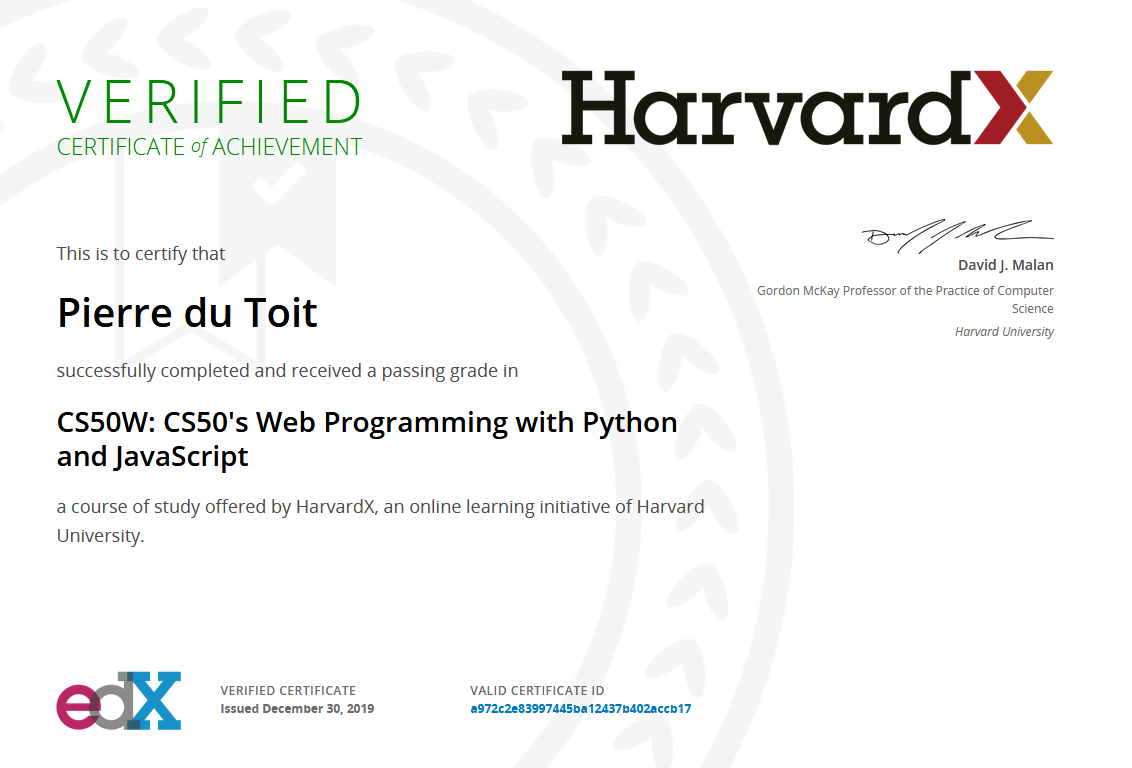 VERIFIED
CERTIFICATE of ACHIEVEMENT
HarvardX
This is to certify that
Pierre du Toit
successfully completed and received a passing grade in
CS50W: CS50's Web Programming with Python
and JavaScript
a course of study offered by HarvardX, an online learning initiative of Harvard
University.
David J. Malan
Gordon McKay Professor of the Practice of Computer
Science
Harvard University
edX
VERIFIED CERTIFICATE
Issued December 30, 2019
VALID CERTIFICATE ID
a972c2e83997445ba12437b402accb17